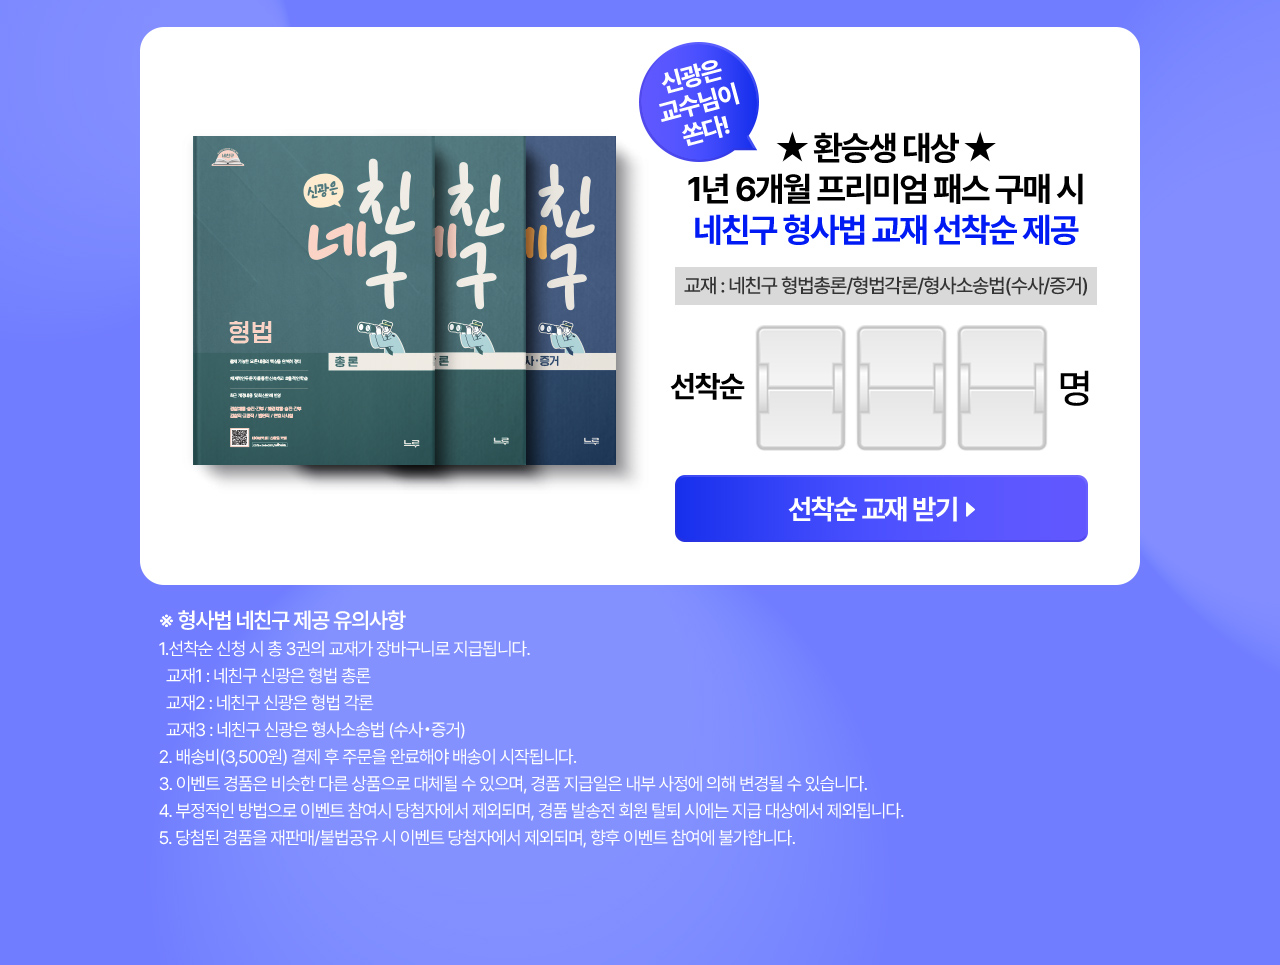 신광은
교수님이
쏜다!
★ 환승생 대상 ★
1년 6개월 프리미엄 패스 구매 시
네친구 형사법 교재 선착순 제공
교재 : 네친구 형법총론/형법각론/형사소송법(수사/증거)
선착순
명
선착순 교재 받기
신광은
네친구
형법
총 론
느루
친구
론
느루
친구
사·증거
느루
※ 형사법 네친구 제공 유의사항
1.선착순 신청 시 총 3권의 교재가 장바구니로 지급됩니다.
교재1 : 네친구 신광은 형법 총론
교재2 : 네친구 신광은 형법 각론
교재3 : 네친구 신광은 형사소송법 (수사•증거)
2. 배송비(3,500원) 결제 후 주문을 완료해야 배송이 시작됩니다.
3. 이벤트 경품은 비슷한 다른 상품으로 대체될 수 있으며, 경품 지급일은 내부 사정에 의해 변경될 수 있습니다.
4. 부정적인 방법으로 이벤트 참여시 당첨자에서 제외되며, 경품 발송전 회원 탈퇴 시에는 지급 대상에서 제외됩니다.
5. 당첨된 경품을 재판매/불법공유 시 이벤트 당첨자에서 제외되며, 향후 이벤트 참여에 불가합니다.